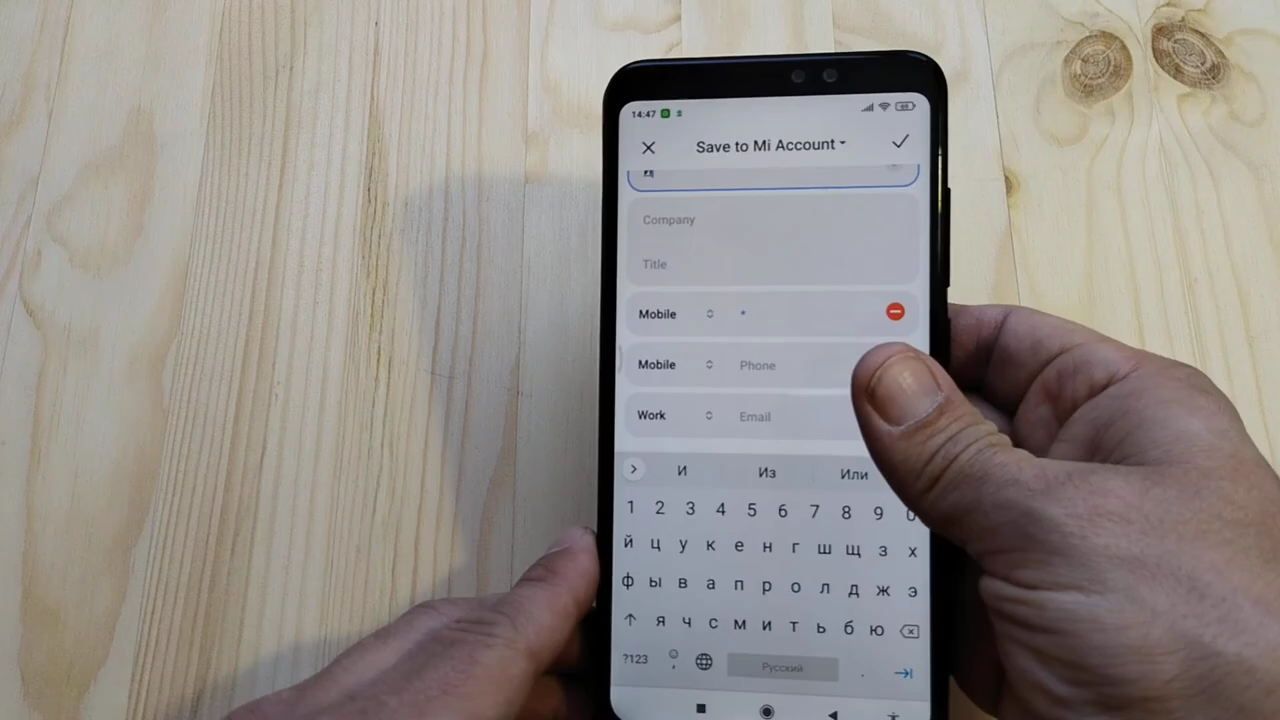 14:47 69
Save to Mi Account
Company
Title
Mobile *
Mobile Phone
Work Email
И Из Или
1 2 3 4 5 6 7 8 9 0
й ц у к е н г ш щ з х
ф ы в а п р о л д ж э
я ч с м и т ь б ю
?123 , Русский .